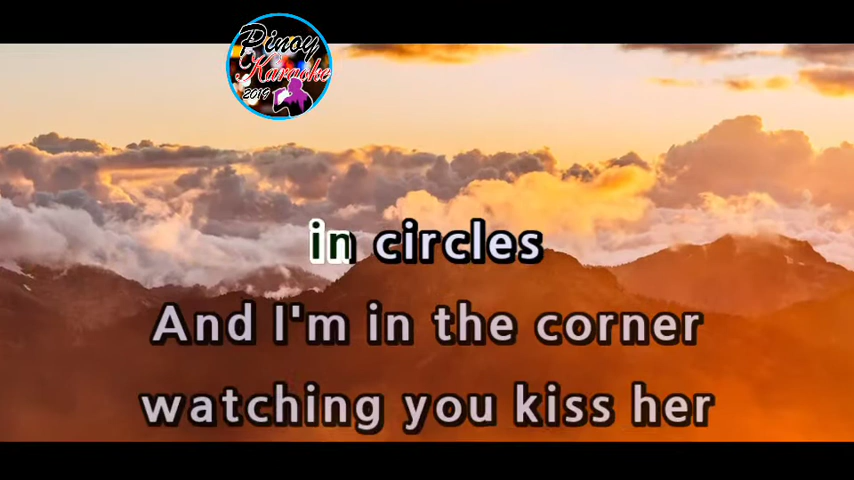 Pinoy
Karaoke
2019
in circles
And I'm in the corner
watching you kiss her